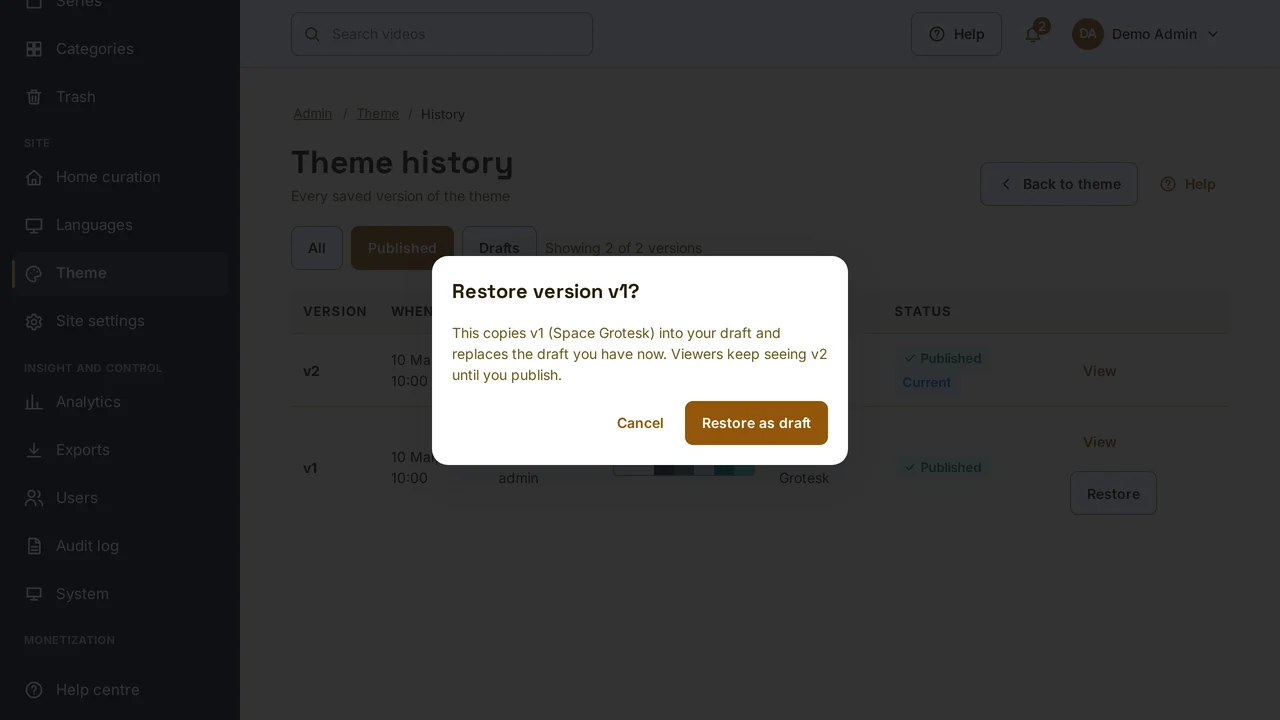 Series
Categories
Trash
SITE
Home curation
Languages
Theme
Site settings
INSIGHT AND CONTROL
Analytics
Exports
Users
Audit log
System
MONETIZATION
Help centre
Search videos
Help
2
DA
Demo Admin
Admin / Theme / History
Theme history
Every saved version of the theme
Back to theme
Help
All
Published
Drafts
Showing 2 of 2 versions
VERSION
WHEN
STATUS
v2
10 Ma
10:00
Published
Current
View
v1
10 Ma
10:00
admin
Grotesk
Published
View
Restore
Restore version v1?
This copies v1 (Space Grotesk) into your draft and
replaces the draft you have now. Viewers keep seeing v2
until you publish.
Cancel
Restore as draft